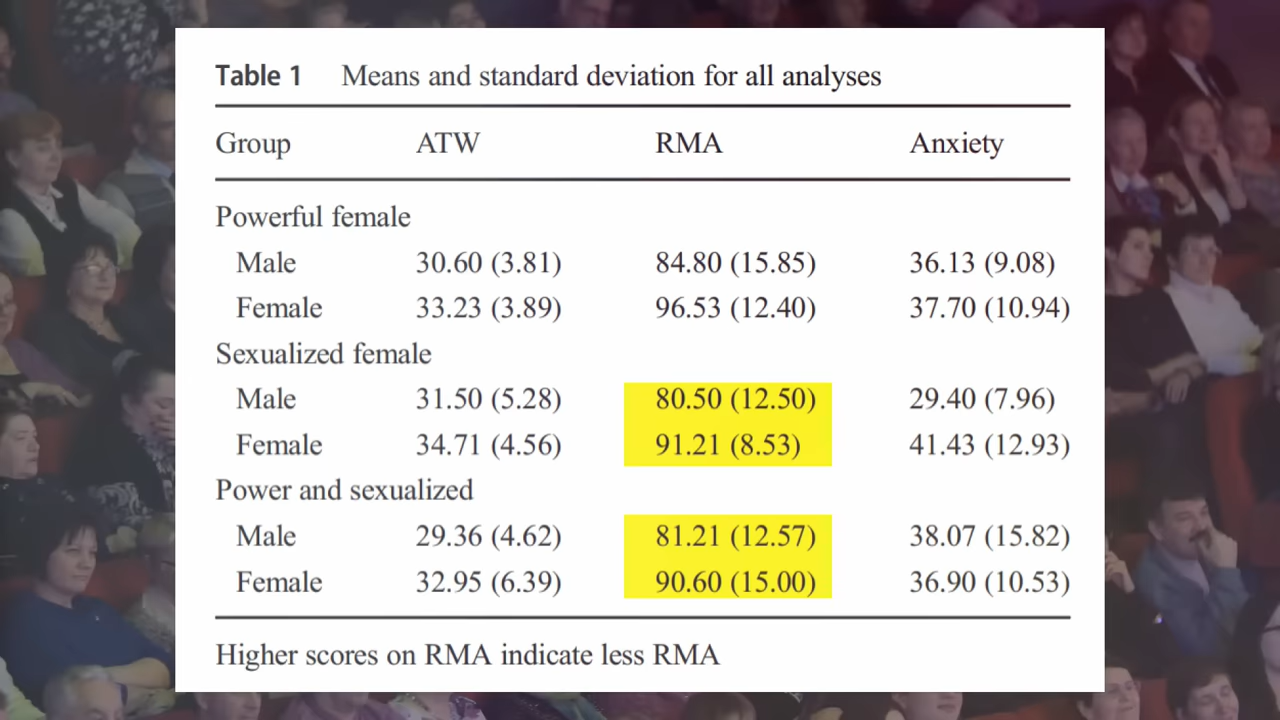 Table 1 Means and standard deviation for all analyses
Group ATW RMA Anxiety
Powerful female
Male 30.60 (3.81) 84.80 (15.85) 36.13 (9.08)
Female 33.23 (3.89) 96.53 (12.40) 37.70 (10.94)
Sexualized female
Male 31.50 (5.28) 80.50 (12.50) 29.40 (7.96)
Female 34.71 (4.56) 91.21 (8.53) 41.43 (12.93)
Power and sexualized
Male 29.36 (4.62) 81.21 (12.57) 38.07 (15.82)
Female 32.95 (6.39) 90.60 (15.00) 36.90 (10.53)
Higher scores on RMA indicate less RMA